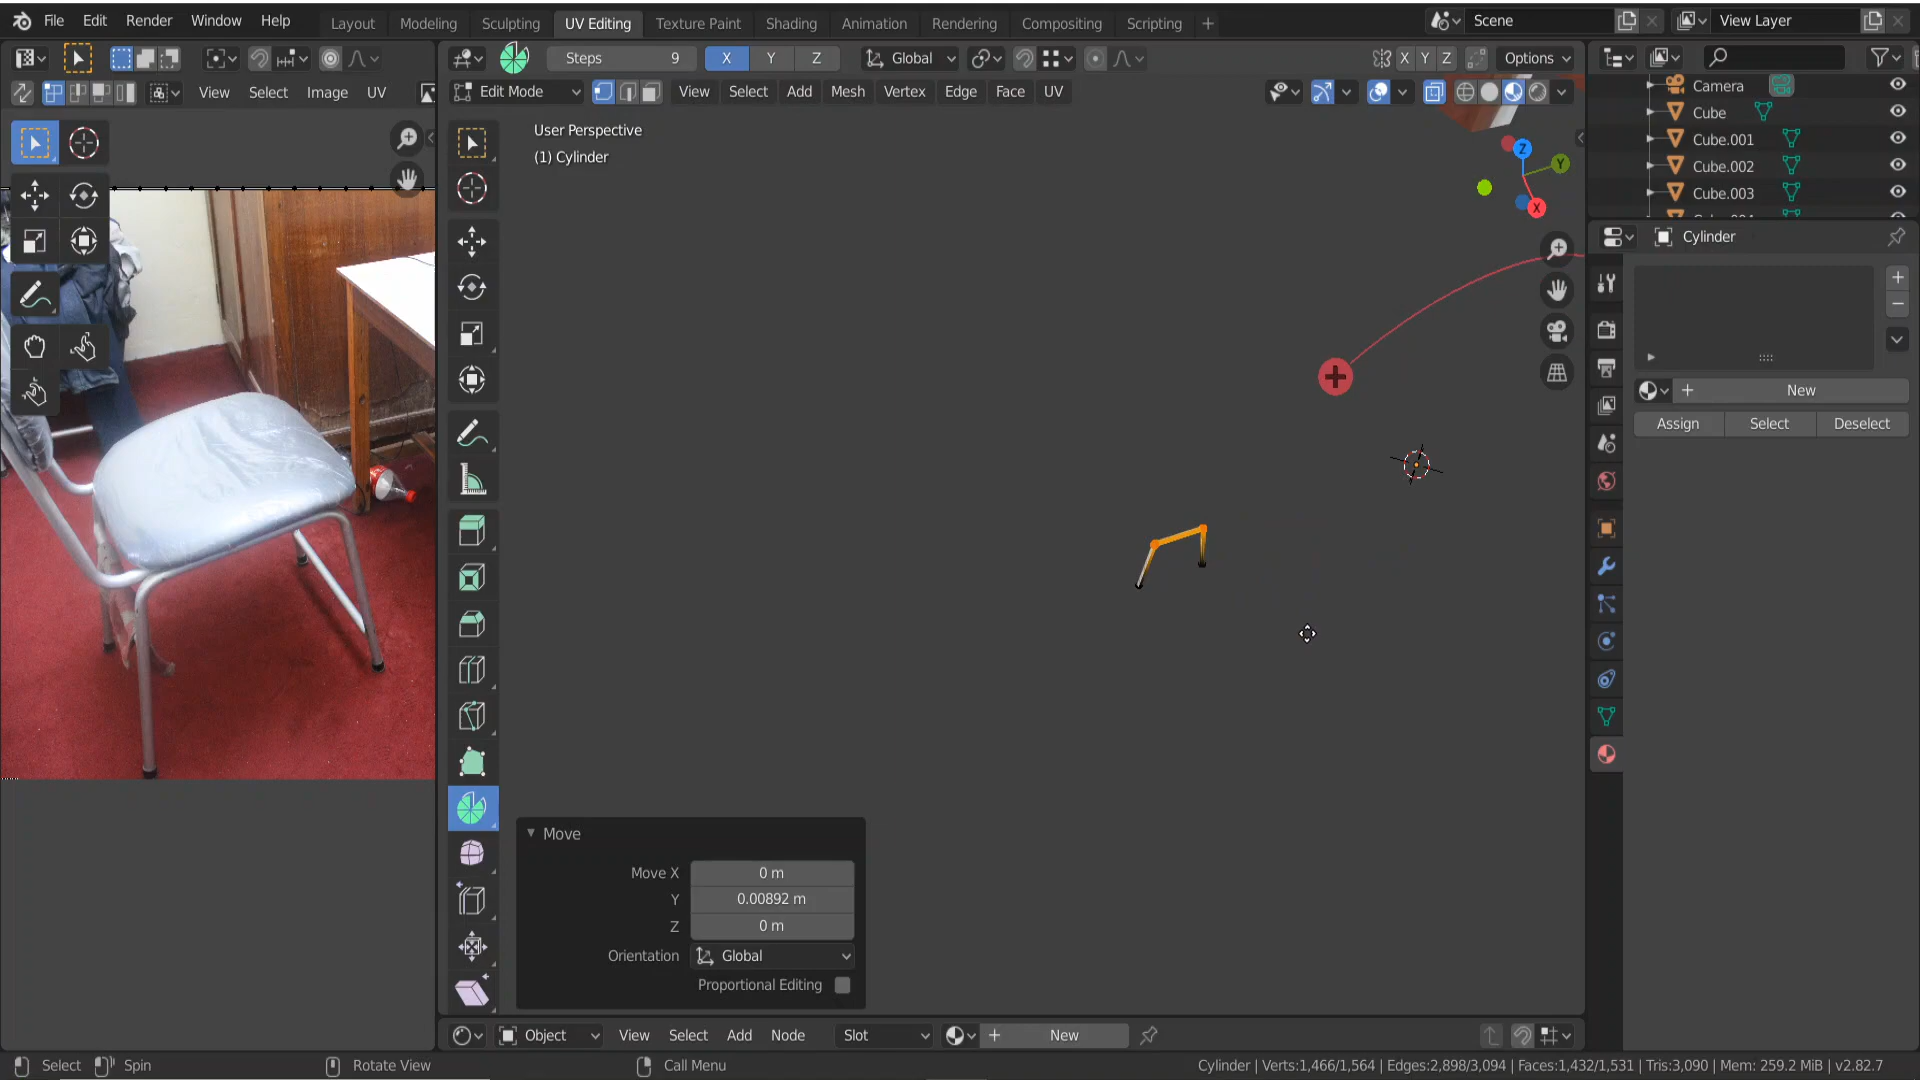 File Edit Render Window Help Layout Modeling Sculpting UV Editing Texture Paint Shading Animation Rendering Compositing Scripting + Scene View Layer
Steps 9 X Y Z Global X Y Z Options
View Select Image UV Edit Mode View Select Add Mesh Vertex Edge Face UV
User Perspective
(1) Cylinder
Z
Y
X
Camera
Cube
Cube.001
Cube.002
Cube.003
Cylinder
New
Assign Select Deselect
Move
Move X 0 m
Y 0.00892 m
Z 0 m
Orientation Global
Proportional Editing
Object View Select Add Node Slot New
Select Spin Rotate View Call Menu Cylinder | Verts:1,466/1,564 | Edges:2,898/3,094 | Faces:1,432/1,531 | Tris:3,090 | Mem: 259.2 MiB | v2.82.7